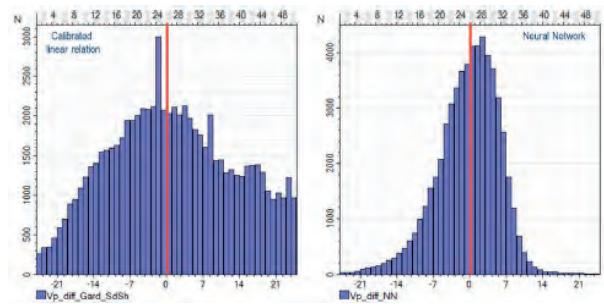 N 4 8 12 16 20 24 28 32 36 40 44 48
Calibrated
linear relation
3000
2500
2000
1500
1000
500
0
-21 -14 -7 0 7 14 21
Vp_diff_Gard_SdSh
N 4 8 12 16 20 24 28 32 36 40 44 48
Neural Network
4000
3000
2000
1000
0
-21 -14 -7 0 7 14 21
Vp_diff_NN